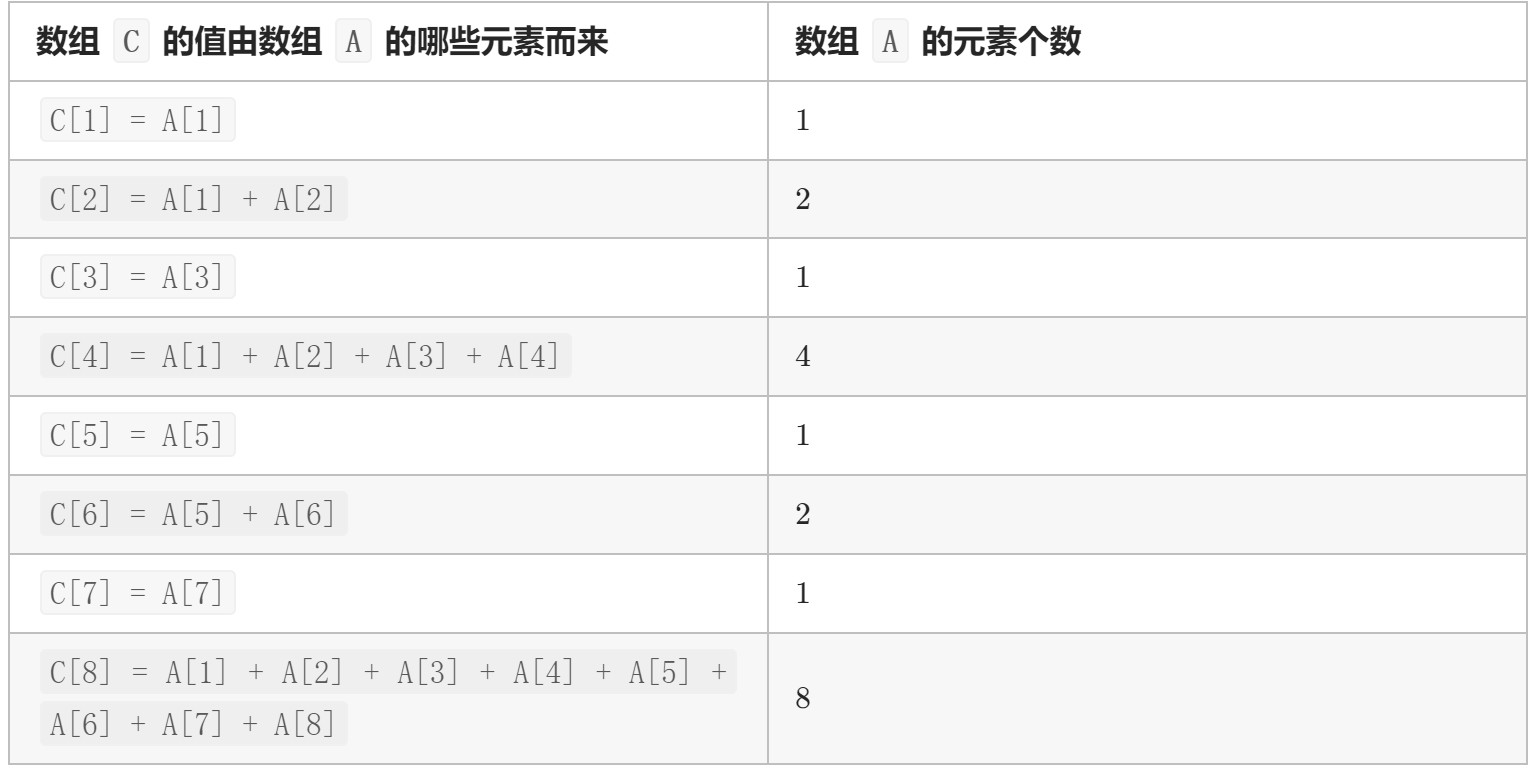 数组 C 的值由数组 A 的哪些元素而来
数组 A 的元素个数
C[1] = A[1]
1
C[2] = A[1] + A[2]
2
C[3] = A[3]
1
C[4] = A[1] + A[2] + A[3] + A[4]
4
C[5] = A[5]
1
C[6] = A[5] + A[6]
2
C[7] = A[7]
1
C[8] = A[1] + A[2] + A[3] + A[4] + A[5] +
A[6] + A[7] + A[8]
8